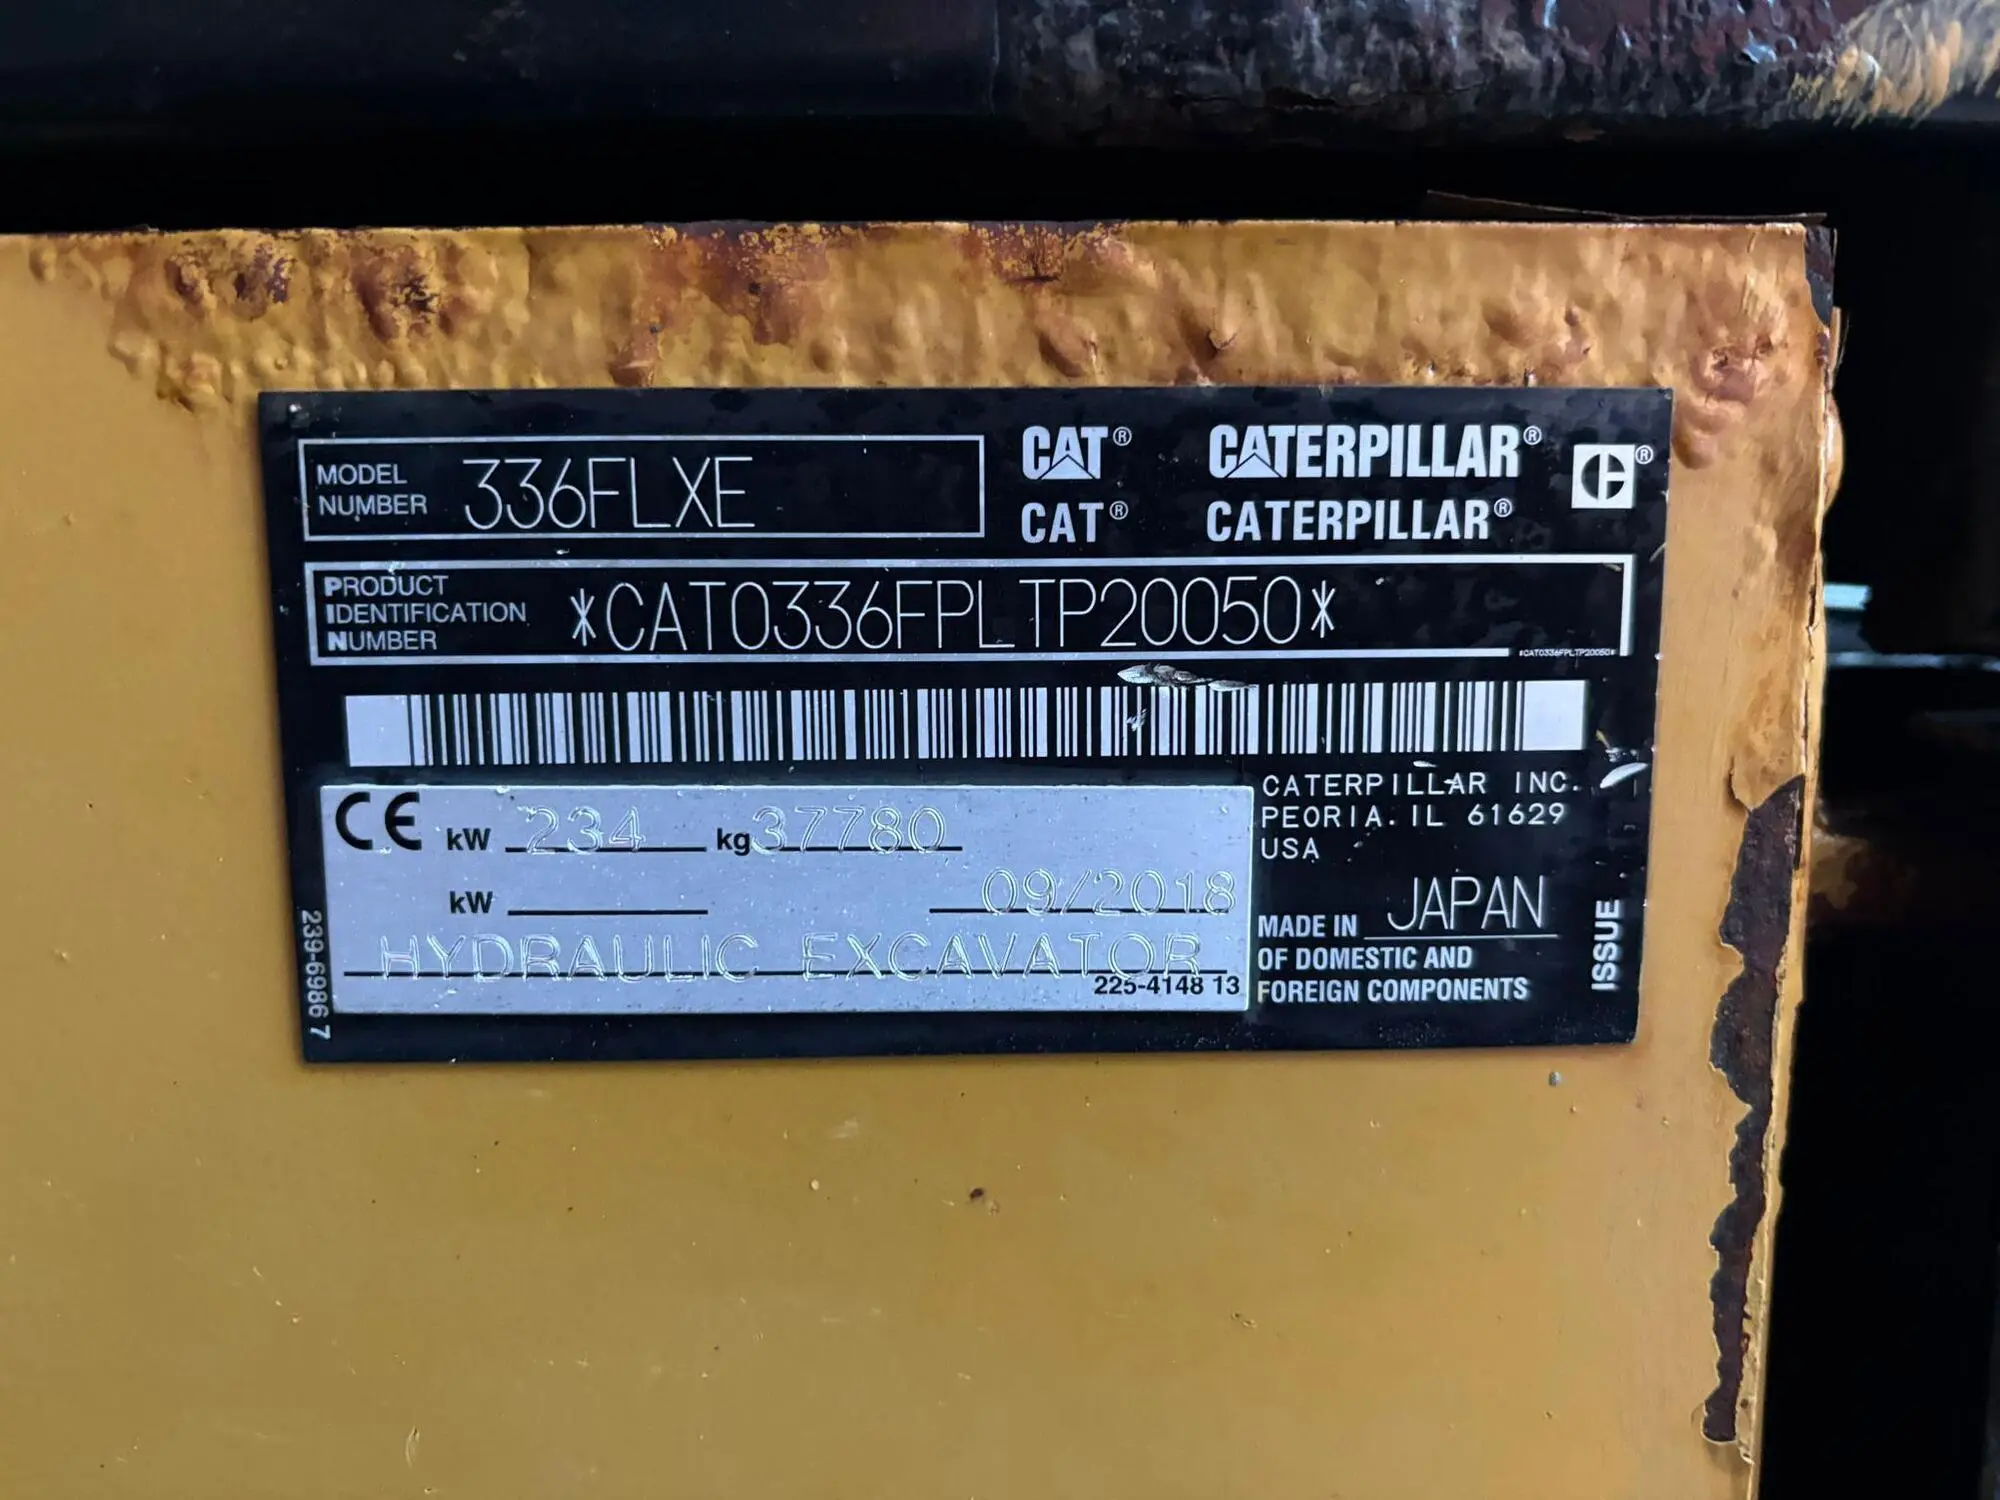 MODEL NUMBER 336FLXE
CAT® CATERPILLAR®
CAT® CATERPILLAR®
PRODUCT IDENTIFICATION NUMBER *CAT0336FPLTP20050*
*CAT0336FPLTP20050*
CE kW 234 kg 37780
kW 09/2018
HYDRAULIC EXCAVATOR
225-4148 13
CATERPILLAR INC.
PEORIA. IL 61629
USA
MADE IN JAPAN
OF DOMESTIC AND
FOREIGN COMPONENTS
ISSUE
239-6986 7